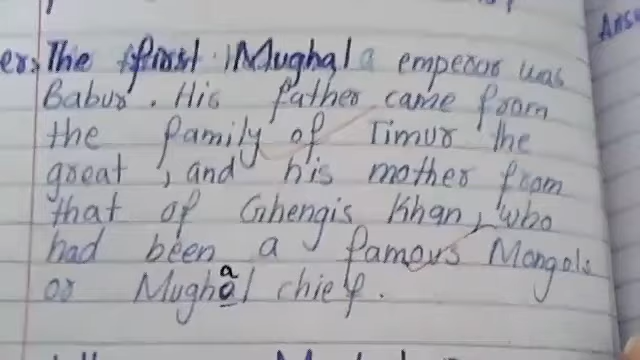 er: The first Mughal emperor was
Babur. His father came from
the family of Timur the
great, and his mother from
that of Ghengis Khan, who
had been a famous Mongols
or Mughal chief.